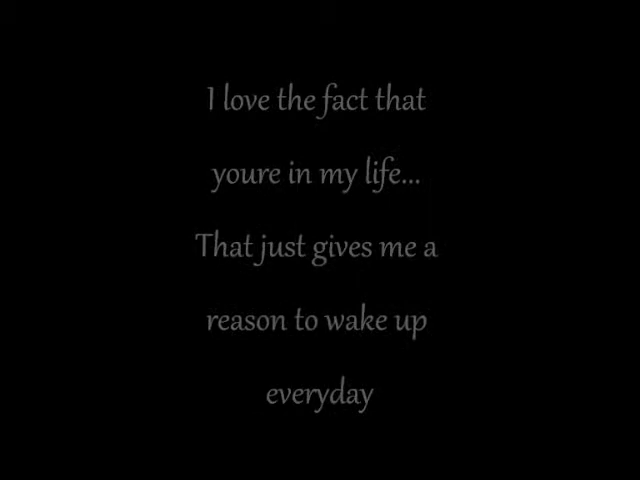 I love the fact that
youre in my life...
That just gives me a
reason to wake up
everyday